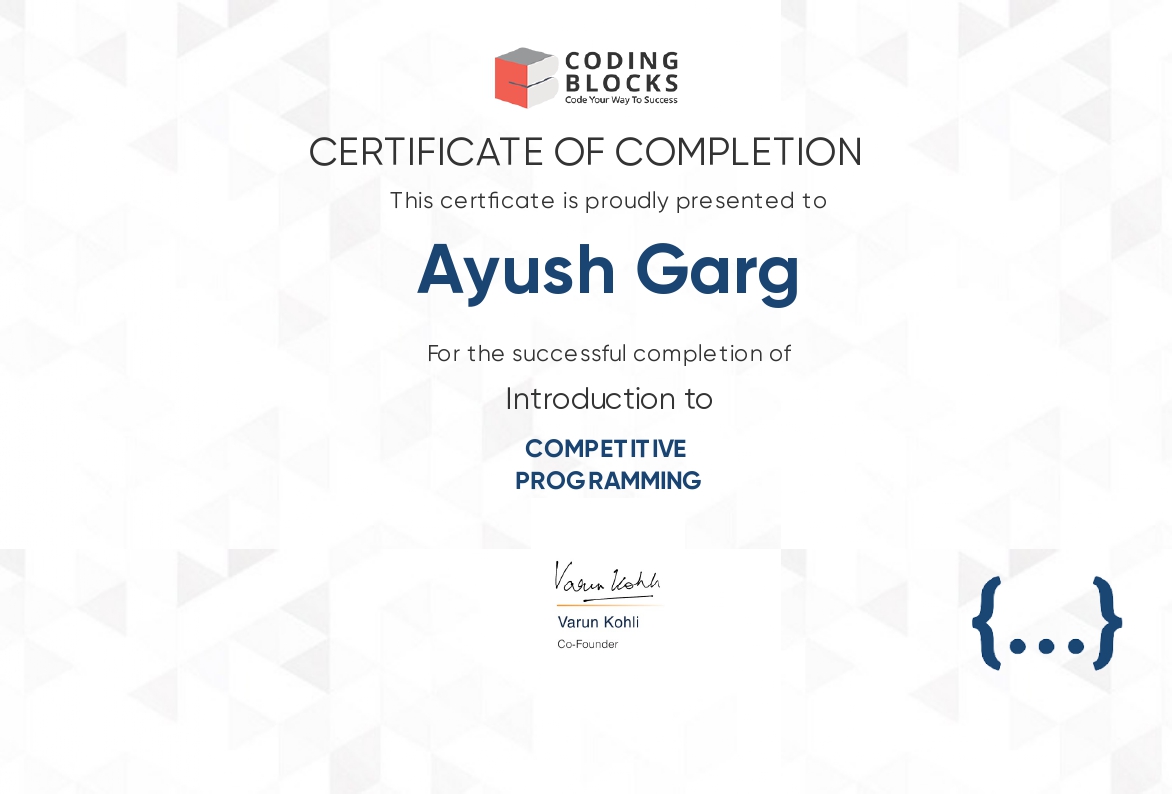 CODING
BLOCKS
Code Your Way To Success
CERTIFICATE OF COMPLETION
This certficate is proudly presented to
Ayush Garg
For the successful completion of
Introduction to
COMPETITIVE
PROGRAMMING
Varun Kohli
Varun Kohli
Co-Founder
{...}